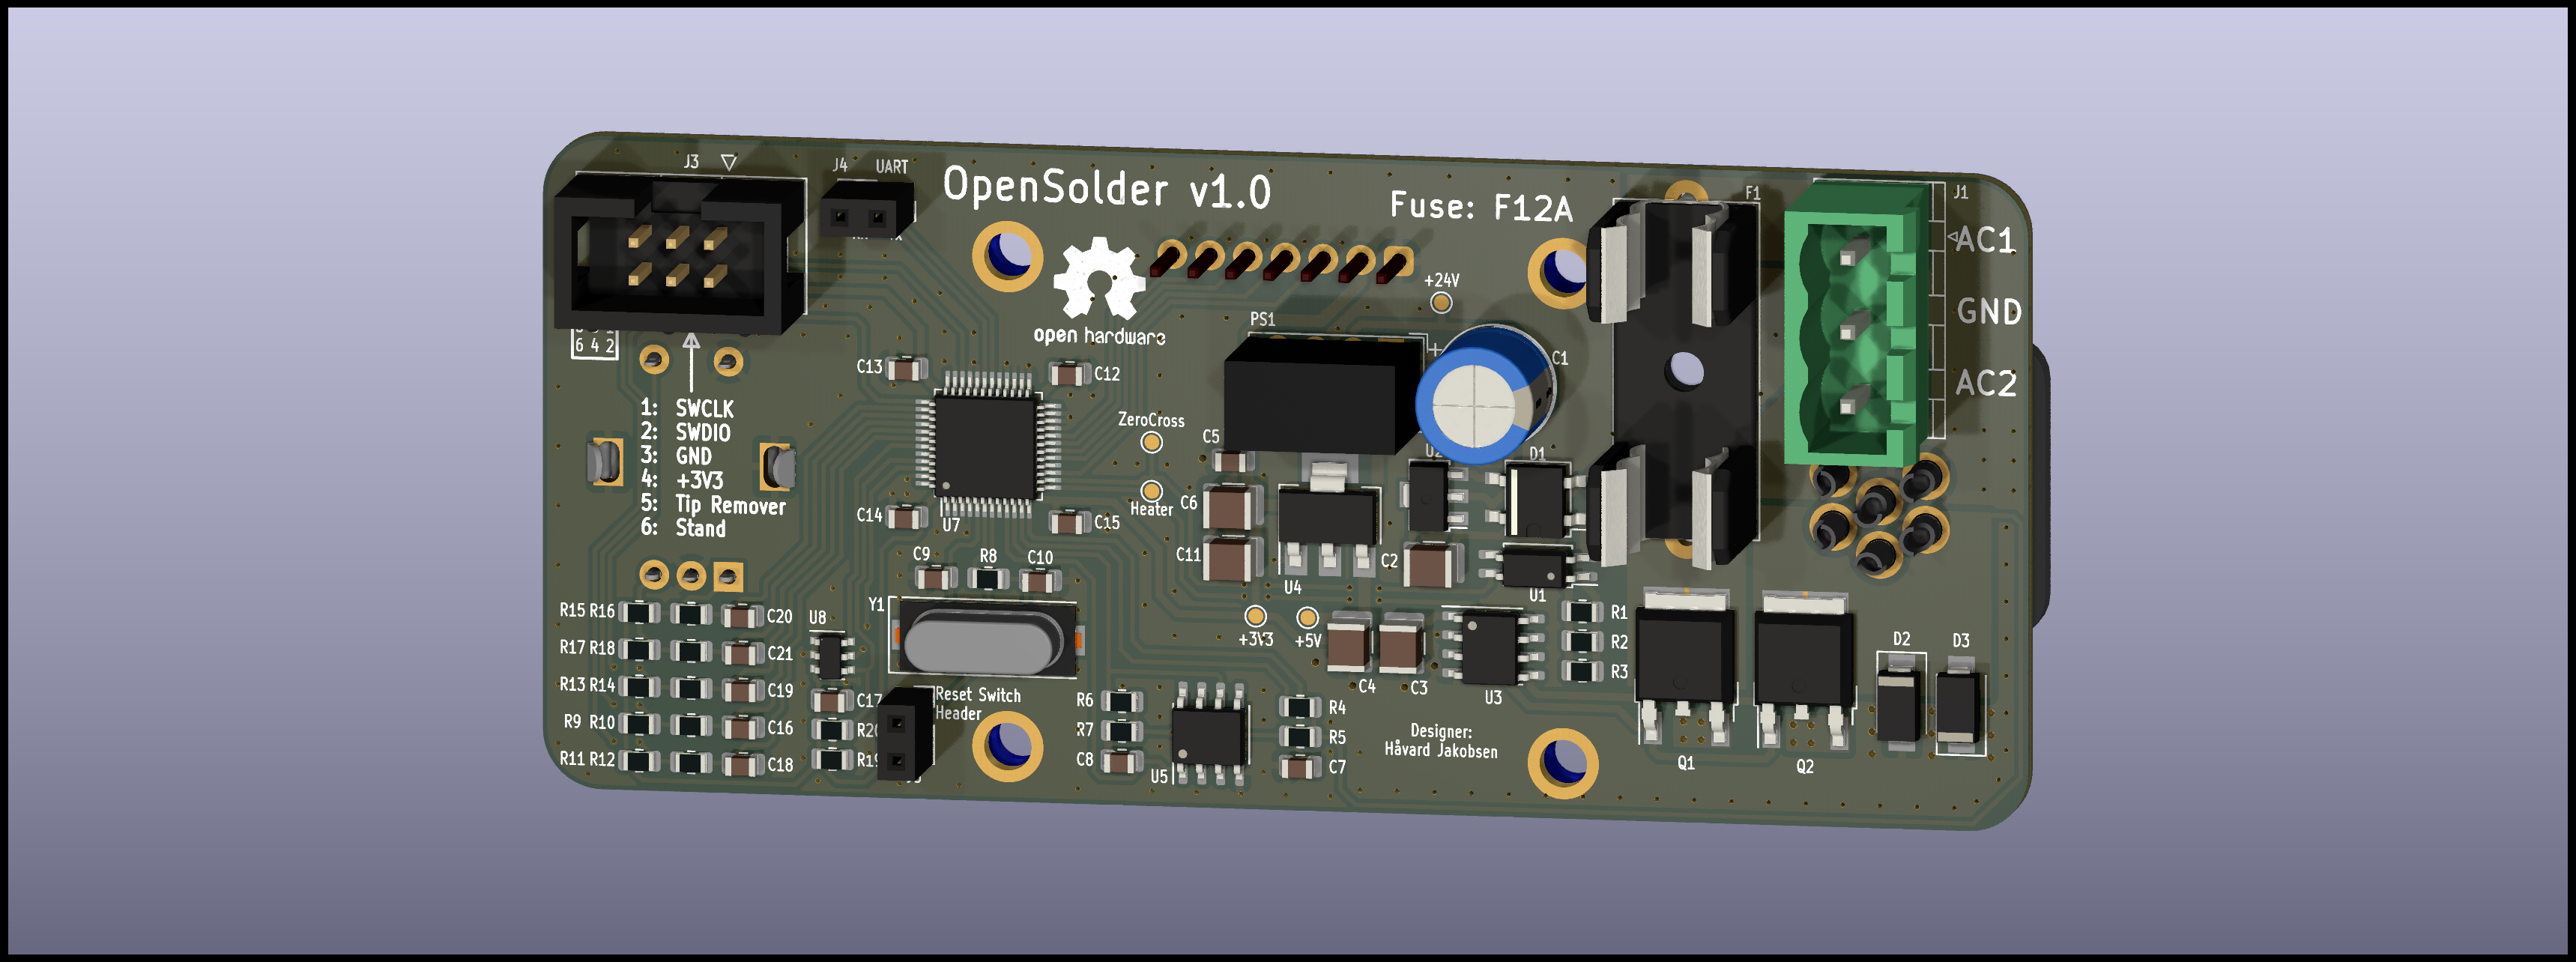 J3
J4 UART
OpenSolder v1.0
Fuse: F12A
F1
J1
AC1
GND
AC2
open hardware
+24V
PS1
C1
6 4 2
1: SWCLK
2: SWDIO
3: GND
4: +3V3
5: Tip Remover
6: Stand
C13
C12
C14
C15
U7
ZeroCross
Heater
C5
C6
C11
U4
C2
D1
U1
C9 R8 C10
Y1
+3V3
+5V
C4
C3
U3
R1
R2
R3
R15 R16 C20
R17 R18 C21
R13 R14 C19
R9 R10 C16
R11 R12 C18
U8
C17
Reset Switch
Header
R6
R7
C8
U5
R4
R5
C7
Designer:
Håvard Jakobsen
Q1
Q2
D2
D3